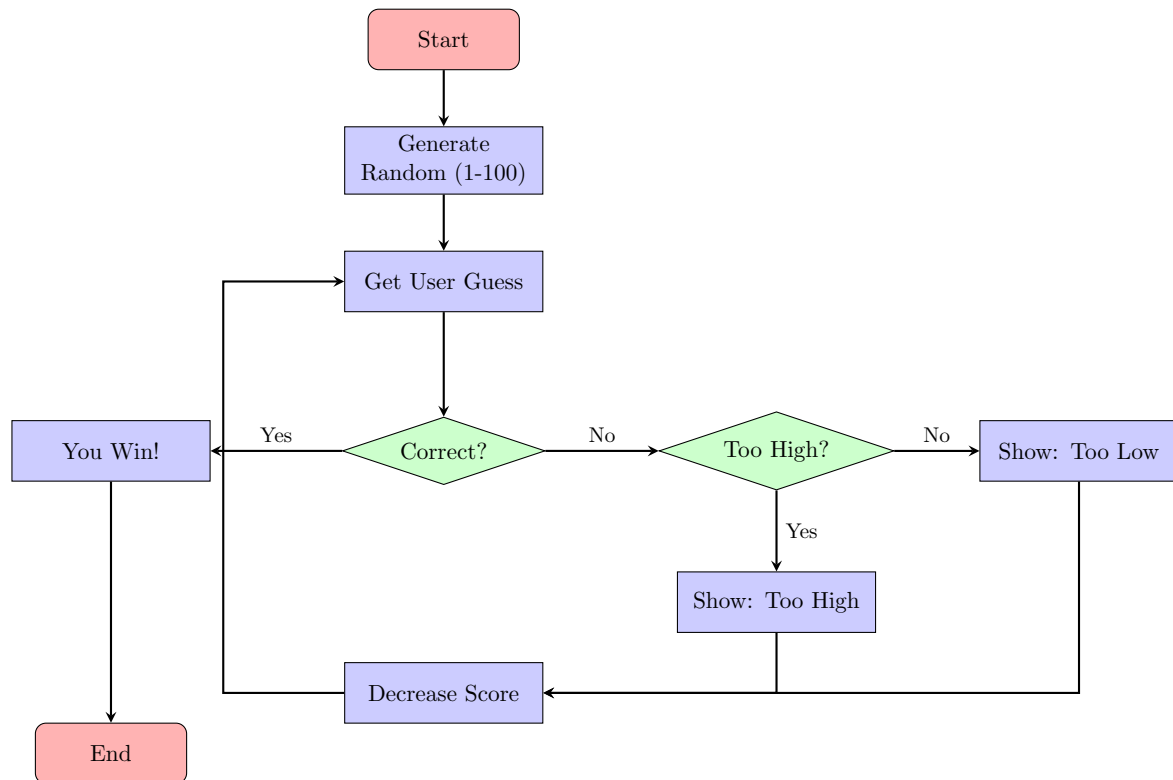 Start
Generate
Random (1-100)
Get User Guess
You Win!
Yes
Correct?
No
Too High?
No
Show: Too Low
Yes
Show: Too High
Decrease Score
End